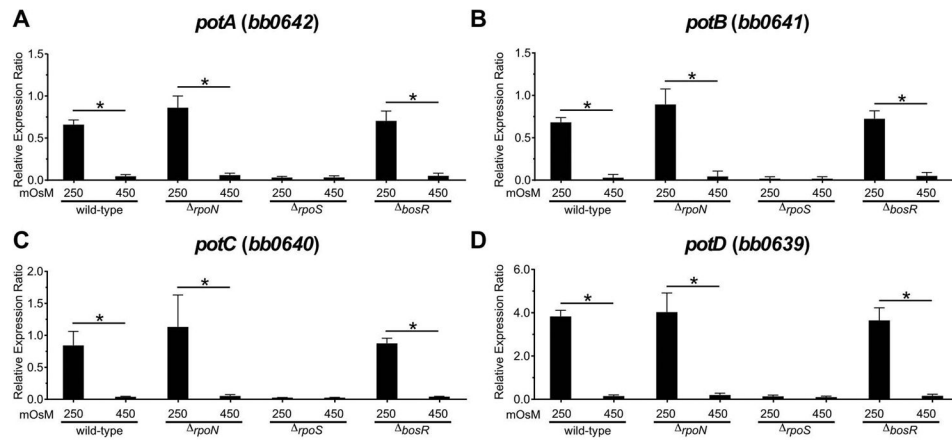 A
potA (bb0642)
Relative Expression Ratio
1.5
1.0
0.5
0.0
*
*
*
mOsM 250 450 250 450 250 450 250 450
wild-type ΔrpoN ΔrpoS ΔbosR
B
potB (bb0641)
Relative Expression Ratio
1.5
1.0
0.5
0.0
*
*
*
mOsM 250 450 250 450 250 450 250 450
wild-type ΔrpoN ΔrpoS ΔbosR
C
potC (bb0640)
Relative Expression Ratio
2.0
1.5
1.0
0.5
0.0
*
*
*
mOsM 250 450 250 450 250 450 250 450
wild-type ΔrpoN ΔrpoS ΔbosR
D
potD (bb0639)
Relative Expression Ratio
6.0
4.0
2.0
0.0
*
*
*
mOsM 250 450 250 450 250 450 250 450
wild-type ΔrpoN ΔrpoS ΔbosR